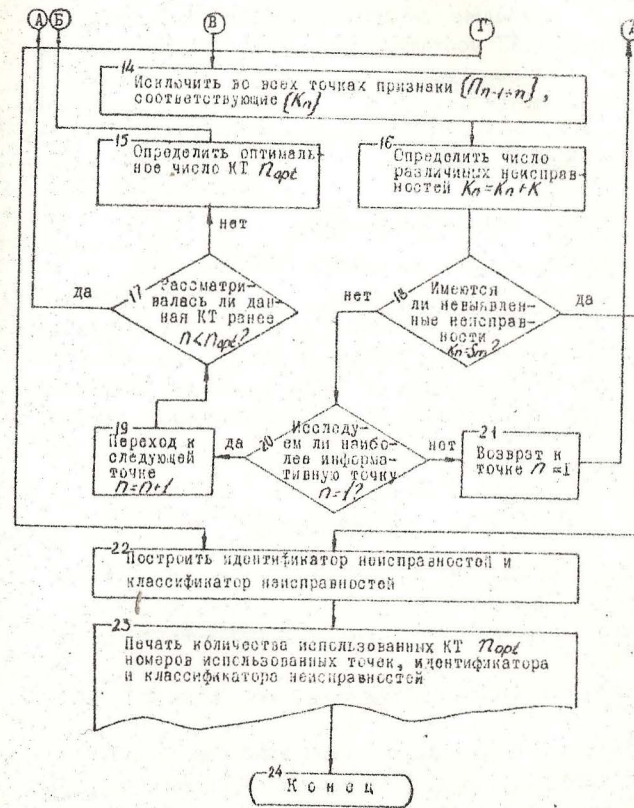 А Б В Г Д
14
Исключить во всех точках признаки {Пn-1÷n},
соответствующие {Kn}
15
Определить оптималь-
ное число КТ nopt
16
Определить число
различимых неисправ-
ностей Kn=Kn+K
нет
да
17
Рассматри-
валась ли дан-
ная КТ ранее
n<nopt?
нет
18
Имеются
ли невыявлен-
ные неисправ-
ности
Kn=Sm?
да
19
Переход к
следующей
точке
n=n+1
да
20
Исследу-
ем ли наибо-
лее информа-
тивную точку
n=1?
нет
21
Возврат к
точке n=1
22
Построить идентификатор неисправностей и
классификатор неисправностей
23
Печать количества использованных КТ nopt
номеров использованных точек, идентификатора
и классификатора неисправностей
24
Конец